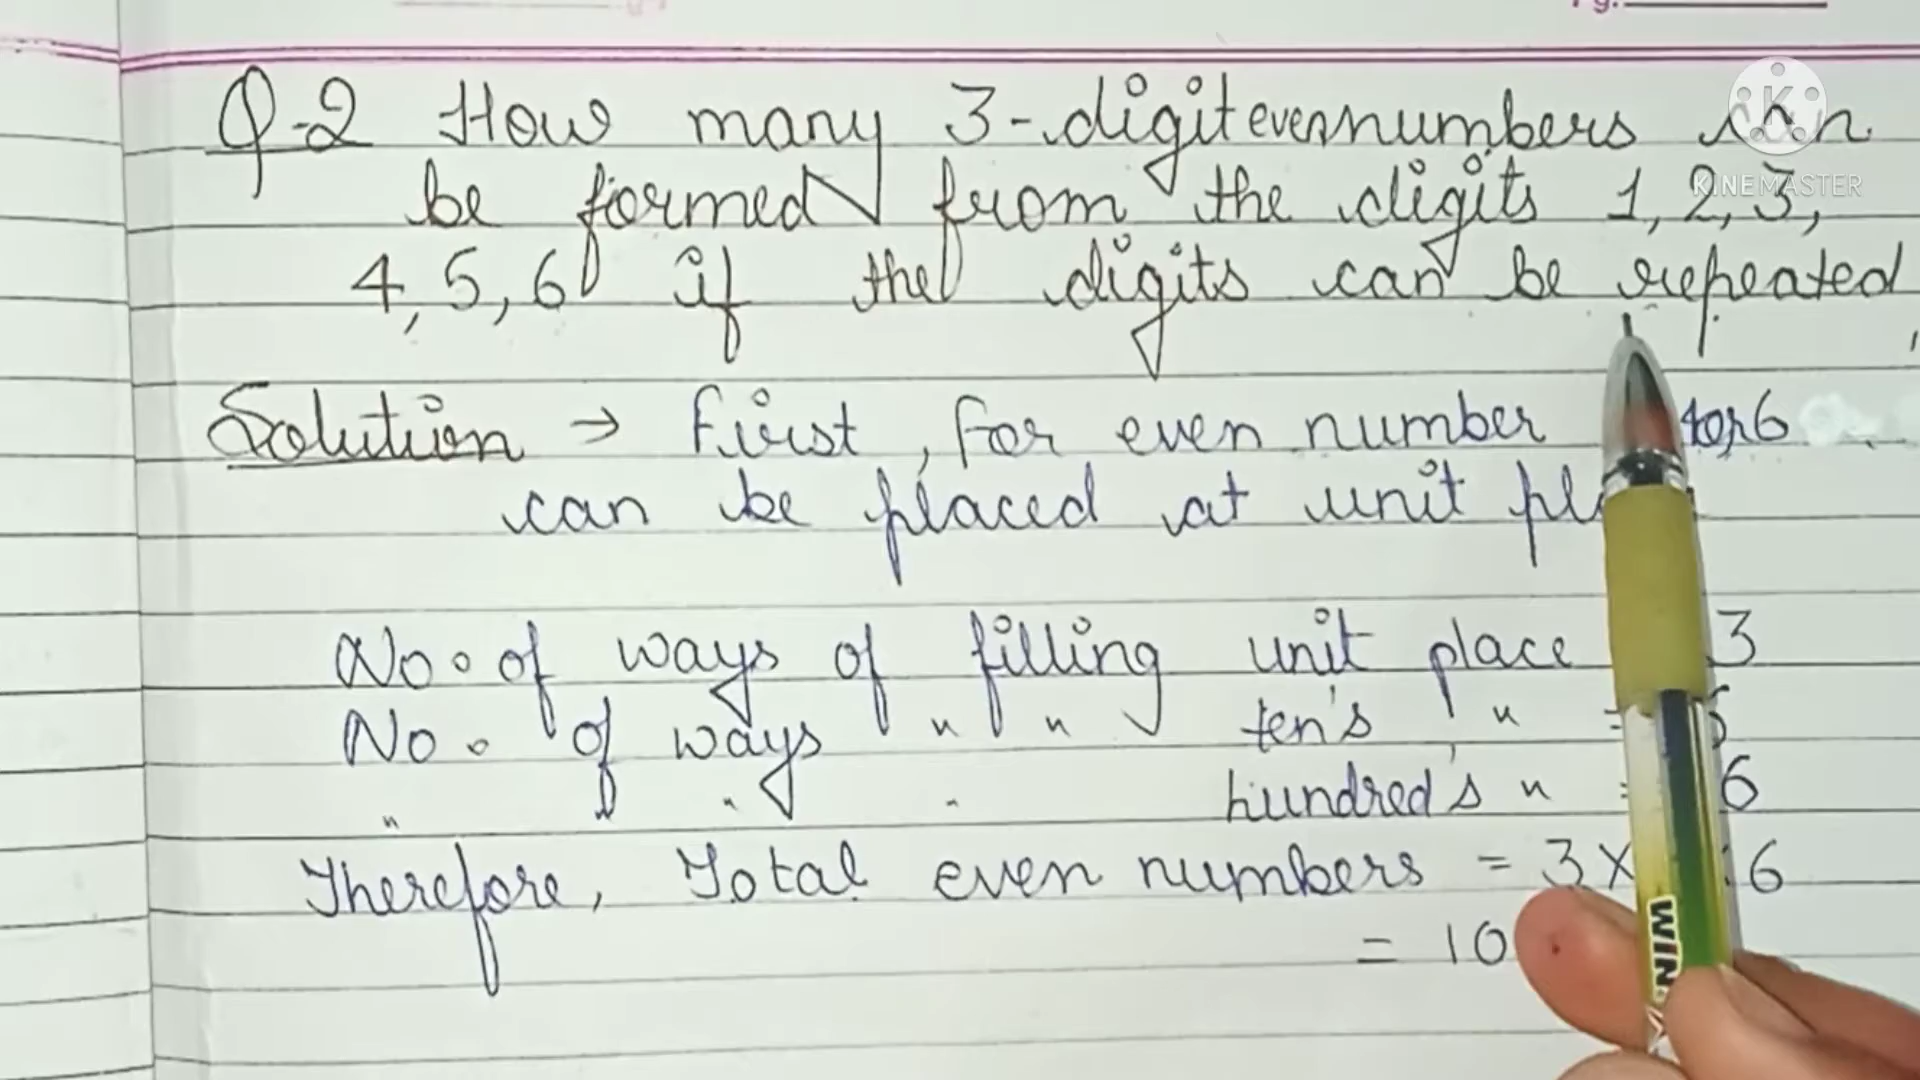 Pg.
Q-2 How many 3-digit even numbers can
be formed from the digits 1, 2, 3,
4, 5, 6 if the digits can be repeated
Solution → First, For even number 4 or 6
can be placed at unit
No. of ways of filling unit place 3
No. of ways " " ten's " =
" " " " hundred's " = 6
Therefore, Total even numbers = 3 × 6
= 10
K
KINEMASTER
WIN